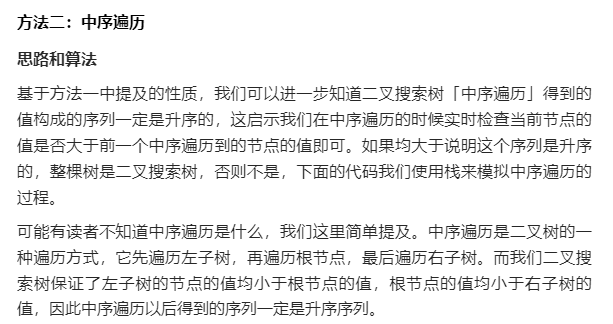 方法二：中序遍历
思路和算法
基于方法一中提及的性质，我们可以进一步知道二叉搜索树「中序遍历」得到的
值构成的序列一定是升序的，这启示我们在中序遍历的时候实时检查当前节点的
值是否大于前一个中序遍历到的节点的值即可。如果均大于说明这个序列是升序
的，整棵树是二叉搜索树，否则不是，下面的代码我们使用栈来模拟中序遍历的
过程。
可能有读者不知道中序遍历是什么，我们这里简单提及。中序遍历是二叉树的一
种遍历方式，它先遍历左子树，再遍历根节点，最后遍历右子树。而我们二叉搜
索树保证了左子树的节点的值均小于根节点的值，根节点的值均小于右子树的
值，因此中序遍历以后得到的序列一定是升序序列。